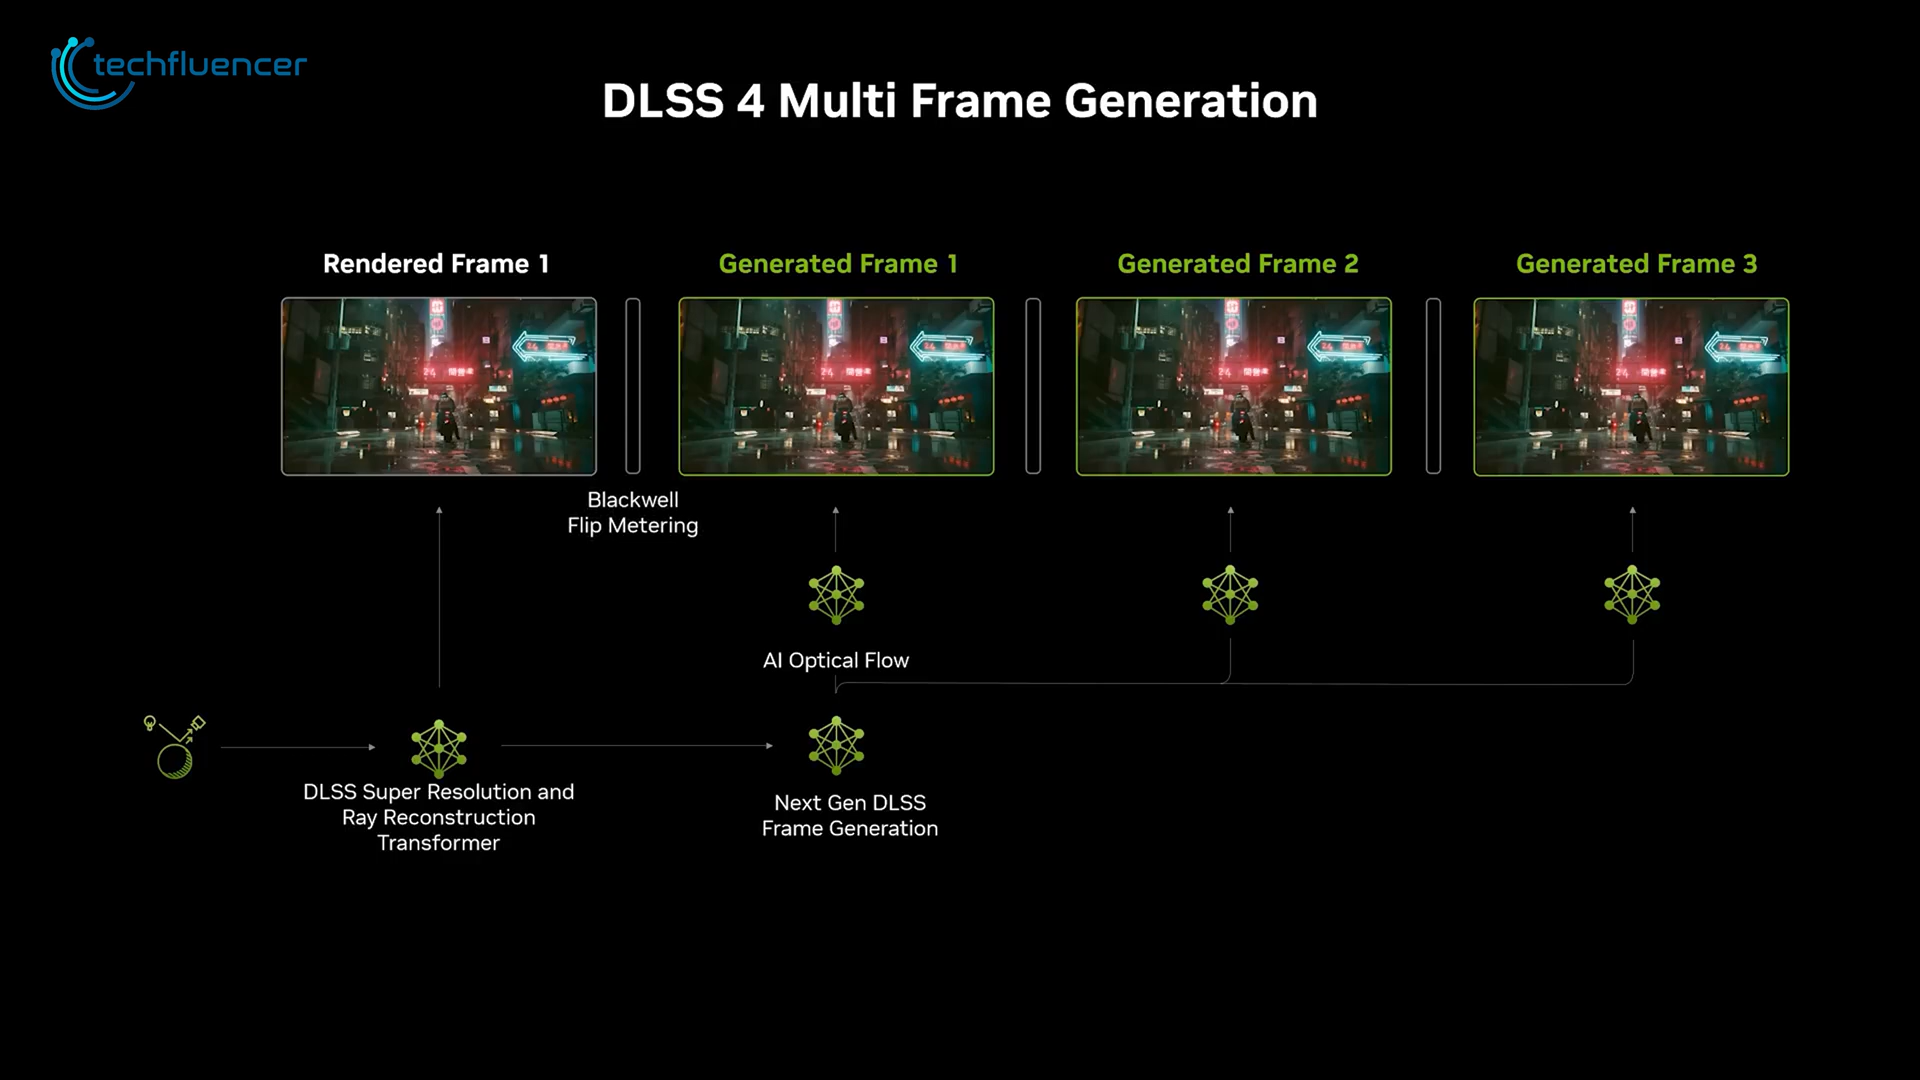 techfluencer
DLSS 4 Multi Frame Generation
Rendered Frame 1
Generated Frame 1
Generated Frame 2
Generated Frame 3
Blackwell
Flip Metering
AI Optical Flow
DLSS Super Resolution and
Ray Reconstruction
Transformer
Next Gen DLSS
Frame Generation